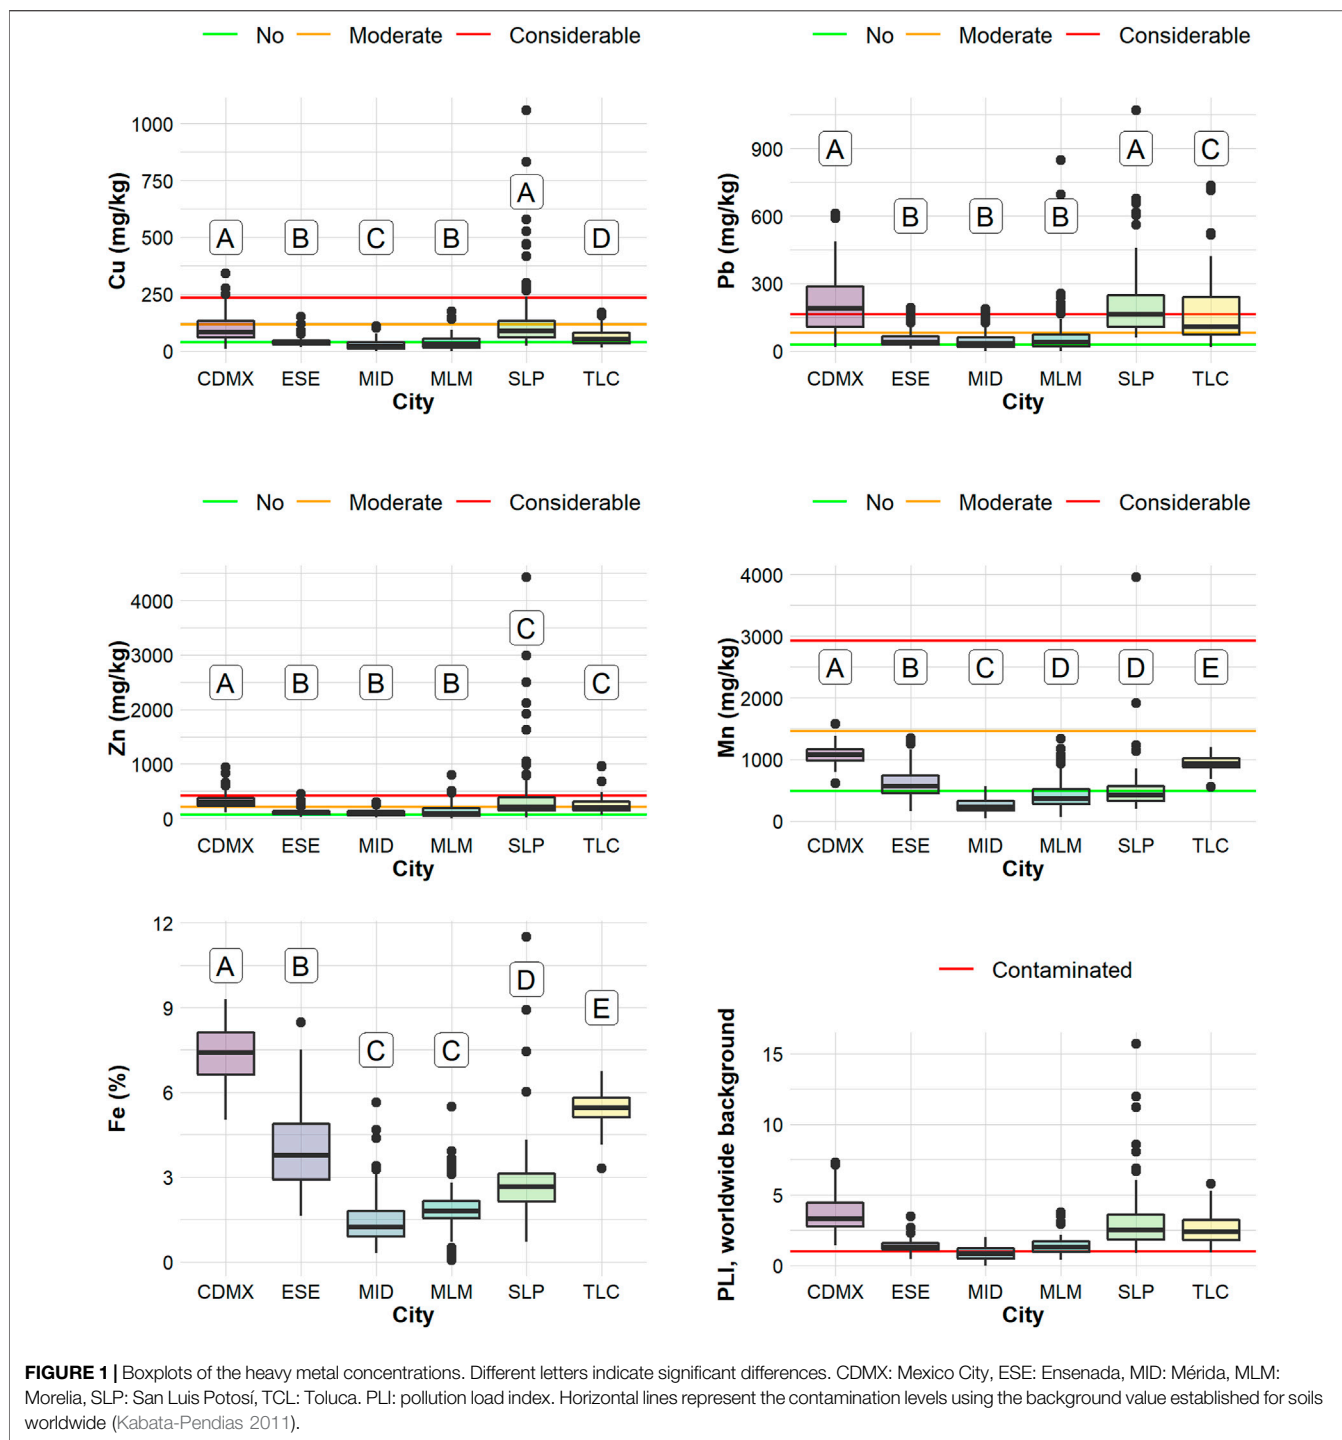 No Moderate Considerable
Cu (mg/kg)
1000
750
500
250
0
A B C B A D
CDMX ESE MID MLM SLP TLC
City
No Moderate Considerable
Pb (mg/kg)
900
600
300
0
A B B B A C
CDMX ESE MID MLM SLP TLC
City
No Moderate Considerable
Zn (mg/kg)
4000
3000
2000
1000
0
A B B B C C
CDMX ESE MID MLM SLP TLC
City
No Moderate Considerable
Mn (mg/kg)
4000
3000
2000
1000
0
A B C D D E
CDMX ESE MID MLM SLP TLC
City
Fe (%)
12
9
6
3
0
A B C C D E
CDMX ESE MID MLM SLP TLC
City
Contaminated
PLI, worldwide background
15
10
5
0
CDMX ESE MID MLM SLP TLC
City
FIGURE 1 | Boxplots of the heavy metal concentrations. Different letters indicate significant differences. CDMX: Mexico City, ESE: Ensenada, MID: Mérida, MLM:
Morelia, SLP: San Luis Potosí, TCL: Toluca. PLI: pollution load index. Horizontal lines represent the contamination levels using the background value established for soils
worldwide (Kabata-Pendias 2011).